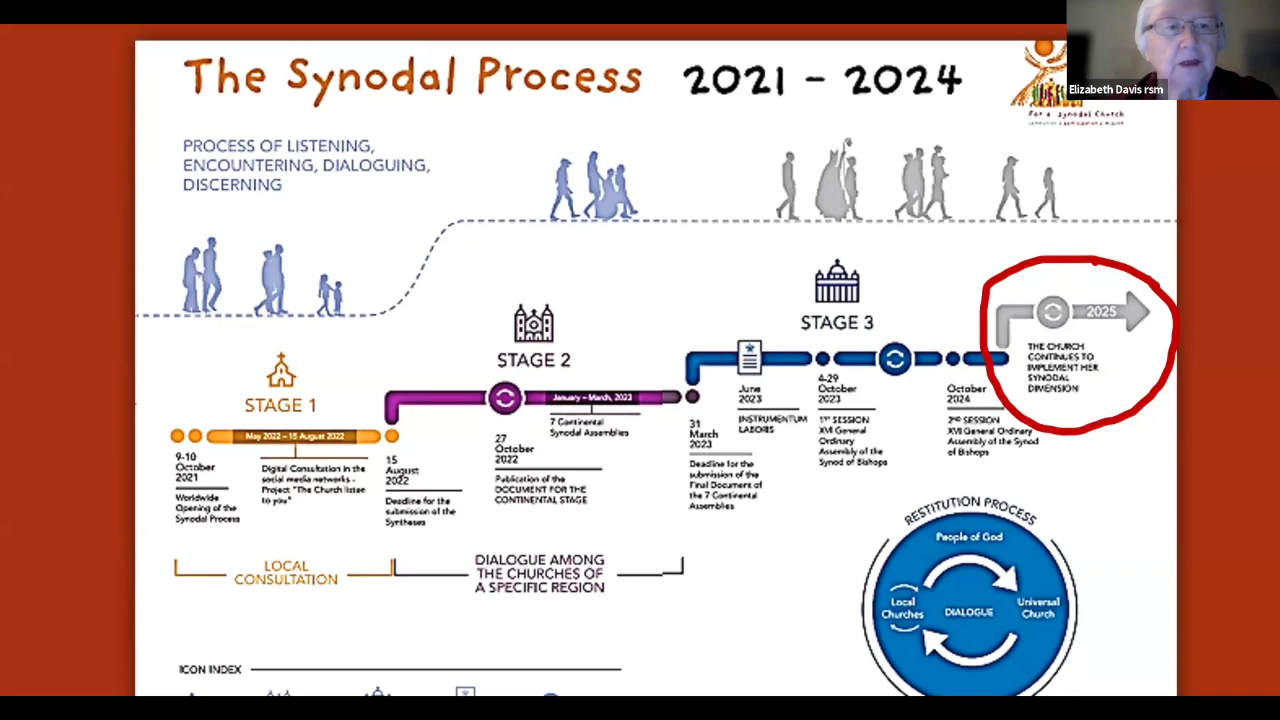 The Synodal Process 2021 - 2024
Elizabeth Davis rsm
For a Synodal Church
communion | participation | mission
PROCESS OF LISTENING,
ENCOUNTERING, DIALOGUING,
DISCERNING
STAGE 1
May 2022 – 15 August 2022
9-10
October
2021
Worldwide
Opening of the
Synodal Process
Digital Consultation in the
social media networks -
Project "The Church listen
to you"
15
August
2022
Deadline for the
submission of the
Syntheses
LOCAL
CONSULTATION
STAGE 2
January – March, 2023
7 Continental
Synodal Assemblies
27
October
2022
Publication of the
DOCUMENT FOR THE
CONTINENTAL STAGE
31
March
2023
Deadline for the
submission of the
Final Document of
the 7 Continental
Assemblies
DIALOGUE AMONG
THE CHURCHES OF
A SPECIFIC REGION
STAGE 3
June
2023
INSTRUMENTUM
LABORIS
4-29
October
2023
1ST SESSION
XVI General
Ordinary
Assembly of the
Synod of Bishops
October
2024
2ND SESSION
XVI General Ordinary
Assembly of the Synod
of Bishops
2025
THE CHURCH
CONTINUES TO
IMPLEMENT HER
SYNODAL
DIMENSION
RESTITUTION PROCESS
People of God
Local
Churches
DIALOGUE
Universal
Church
ICON INDEX